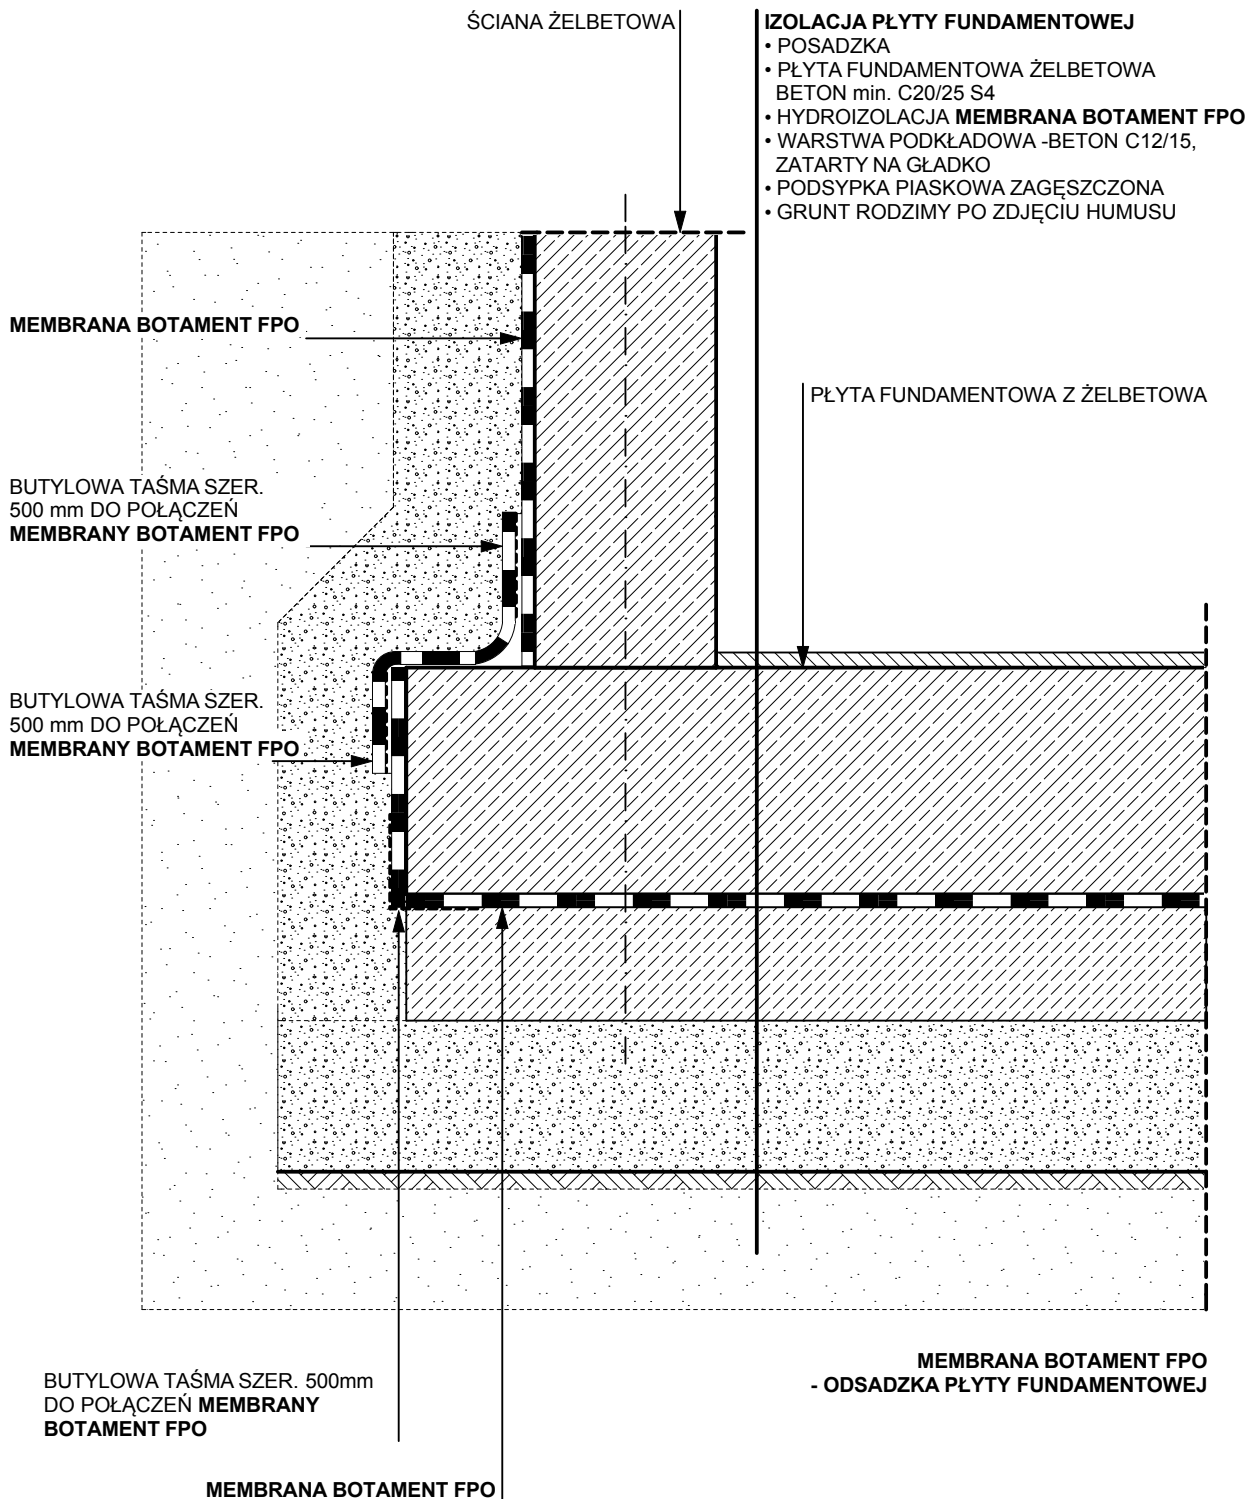 ŚCIANA ŻELBETOWA
IZOLACJA PŁYTY FUNDAMENTOWEJ
• POSADZKA
• PŁYTA FUNDAMENTOWA ŻELBETOWA
BETON min. C20/25 S4
• HYDROIZOLACJA MEMBRANA BOTAMENT FPO
• WARSTWA PODKŁADOWA -BETON C12/15,
ZATARTY NA GŁADKO
• PODSYPKA PIASKOWA ZAGĘSZCZONA
• GRUNT RODZIMY PO ZDJĘCIU HUMUSU
MEMBRANA BOTAMENT FPO
PŁYTA FUNDAMENTOWA Z ŻELBETOWA
BUTYLOWA TAŚMA SZER.
500 mm DO POŁĄCZEŃ
MEMBRANY BOTAMENT FPO
BUTYLOWA TAŚMA SZER.
500 mm DO POŁĄCZEŃ
MEMBRANY BOTAMENT FPO
MEMBRANA BOTAMENT FPO
- ODSADZKA PŁYTY FUNDAMENTOWEJ
BUTYLOWA TAŚMA SZER. 500mm
DO POŁĄCZEŃ MEMBRANY
BOTAMENT FPO
MEMBRANA BOTAMENT FPO